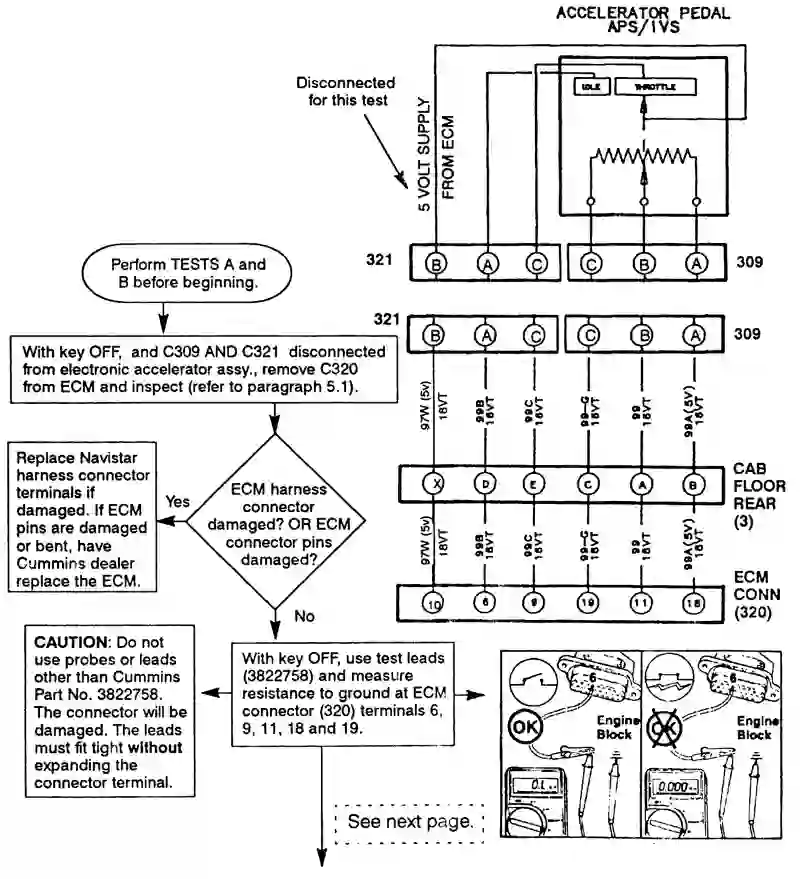 ACCELERATOR PEDAL
APS/IVS
Disconnected
for this test
5 VOLT SUPPLY
FROM ECM
IDLE
THROTTLE
321
B
A
C
C
B
A
309
Perform TESTS A and
B before beginning.
321
B
A
C
C
B
A
309
With key OFF, and C309 AND C321 disconnected
from electronic accelerator assy., remove C320
from ECM and inspect (refer to paragraph 5.1).
97W (5v)
18VT
99B
18VT
99C
18VT
99-G
18VT
99
18VT
99A(5V)
18VT
Replace Navistar
harness connector
terminals if
damaged. If ECM
pins are damaged
or bent, have
Cummins dealer
replace the ECM.
Yes
ECM harness
connector
damaged? OR ECM
connector pins
damaged?
X
D
E
C
A
B
CAB
FLOOR
REAR
(3)
97W (5v)
18VT
99B
18VT
99C
18VT
99-G
18VT
99
18VT
99A(5V)
18VT
10
6
9
19
11
18
ECM
CONN
(320)
No
CAUTION: Do not
use probes or leads
other than Cummins
Part No. 3822758.
The connector will be
damaged. The leads
must fit tight without
expanding the
connector terminal.
With key OFF, use test leads
(3822758) and measure
resistance to ground at ECM
connector (320) terminals 6,
9, 11, 18 and 19.
6
OK
Engine
Block
0.L
6
OK
Engine
Block
0.000
See next page.